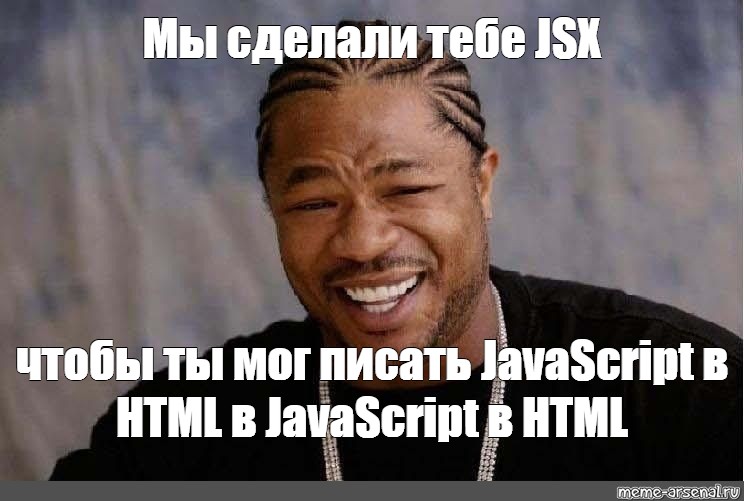 Мы сделали тебе JSX
чтобы ты мог писать JavaScript в
HTML в JavaScript в HTML
meme-arsenal.ru